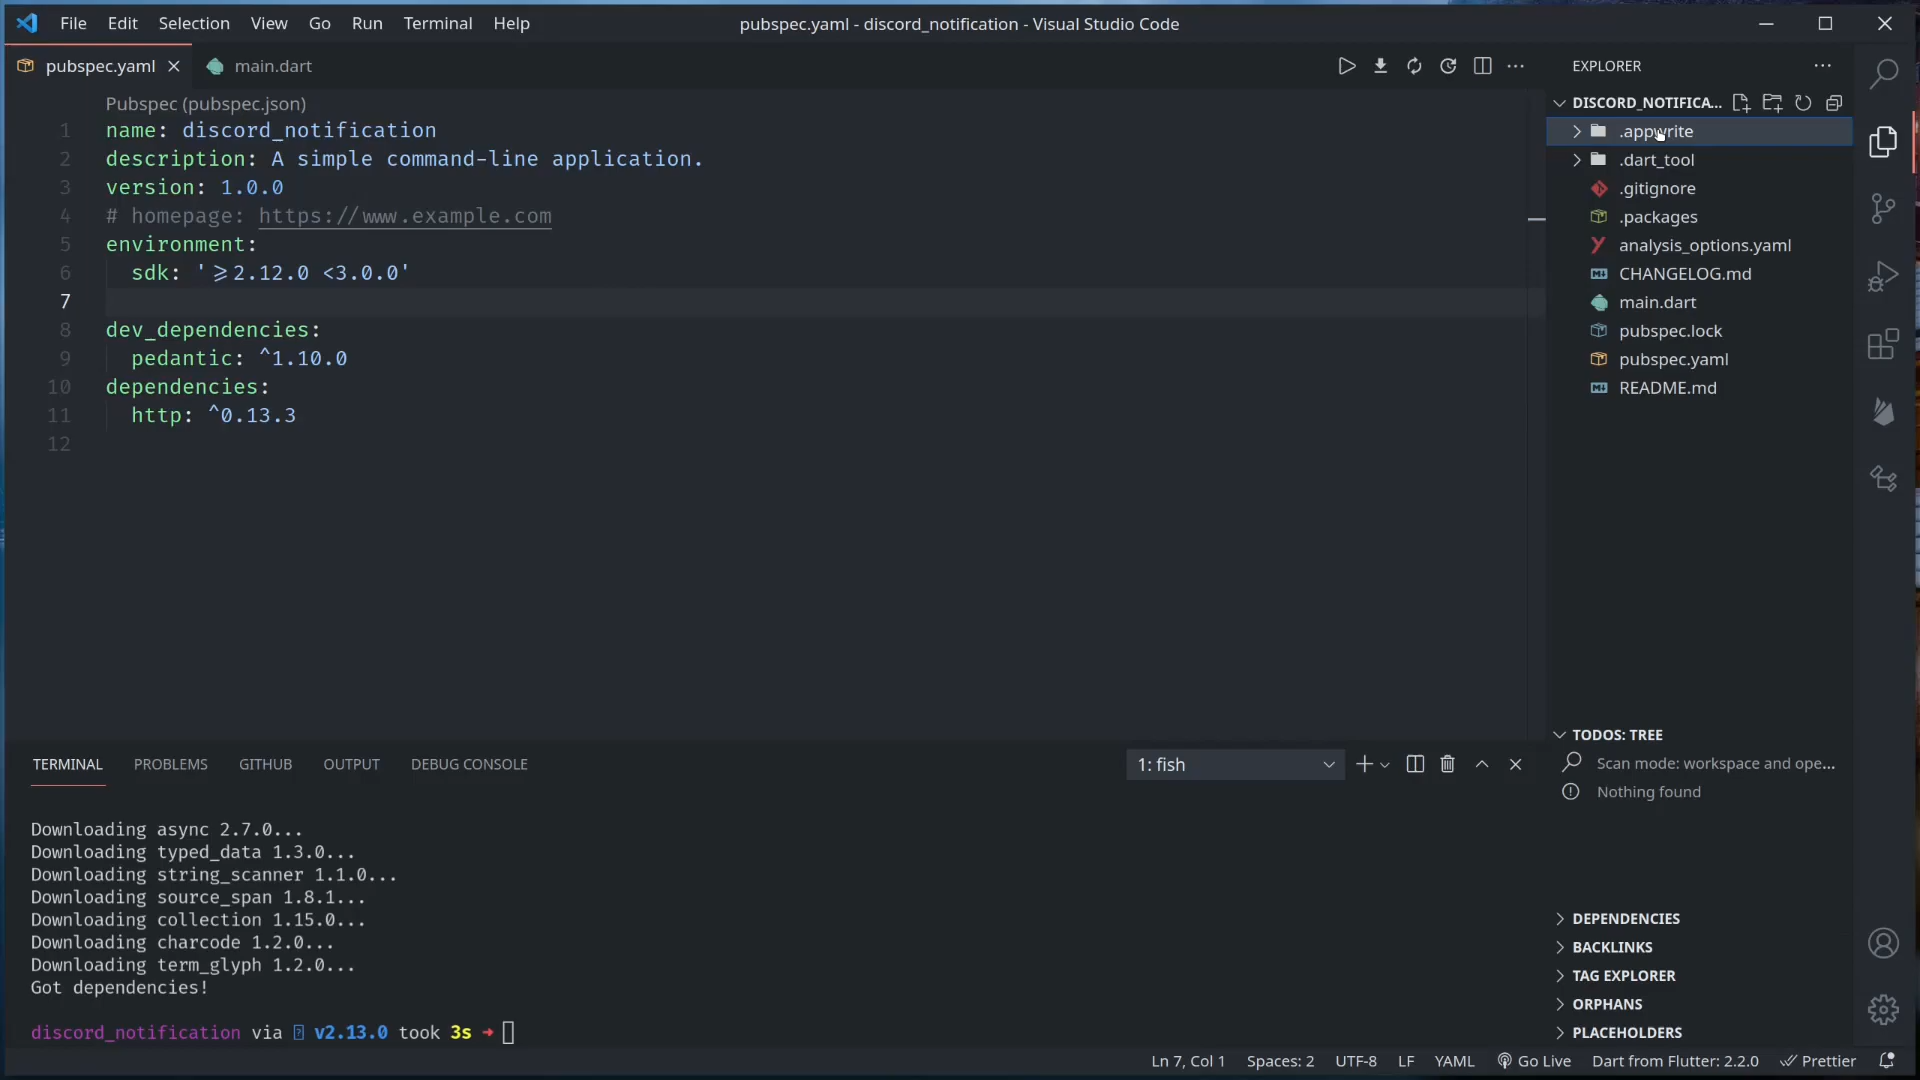 File Edit Selection View Go Run Terminal Help
pubspec.yaml - discord_notification - Visual Studio Code
pubspec.yaml
main.dart
Pubspec (pubspec.json)
1 name: discord_notification
2 description: A simple command-line application.
3 version: 1.0.0
4 # homepage: https://www.example.com
5 environment:
6 sdk: '>=2.12.0 <3.0.0'
7
8 dev_dependencies:
9 pedantic: ^1.10.0
10 dependencies:
11 http: ^0.13.3
12
EXPLORER
DISCORD_NOTIFICA...
.appwrite
.dart_tool
.gitignore
.packages
analysis_options.yaml
CHANGELOG.md
main.dart
pubspec.lock
pubspec.yaml
README.md
TODOS: TREE
Scan mode: workspace and ope...
Nothing found
DEPENDENCIES
BACKLINKS
TAG EXPLORER
ORPHANS
PLACEHOLDERS
TERMINAL PROBLEMS GITHUB OUTPUT DEBUG CONSOLE
1: fish
Downloading async 2.7.0...
Downloading typed_data 1.3.0...
Downloading string_scanner 1.1.0...
Downloading source_span 1.8.1...
Downloading collection 1.15.0...
Downloading charcode 1.2.0...
Downloading term_glyph 1.2.0...
Got dependencies!
discord_notification via v2.13.0 took 3s ➜
Ln 7, Col 1 Spaces: 2 UTF-8 LF YAML Go Live Dart from Flutter: 2.2.0 Prettier